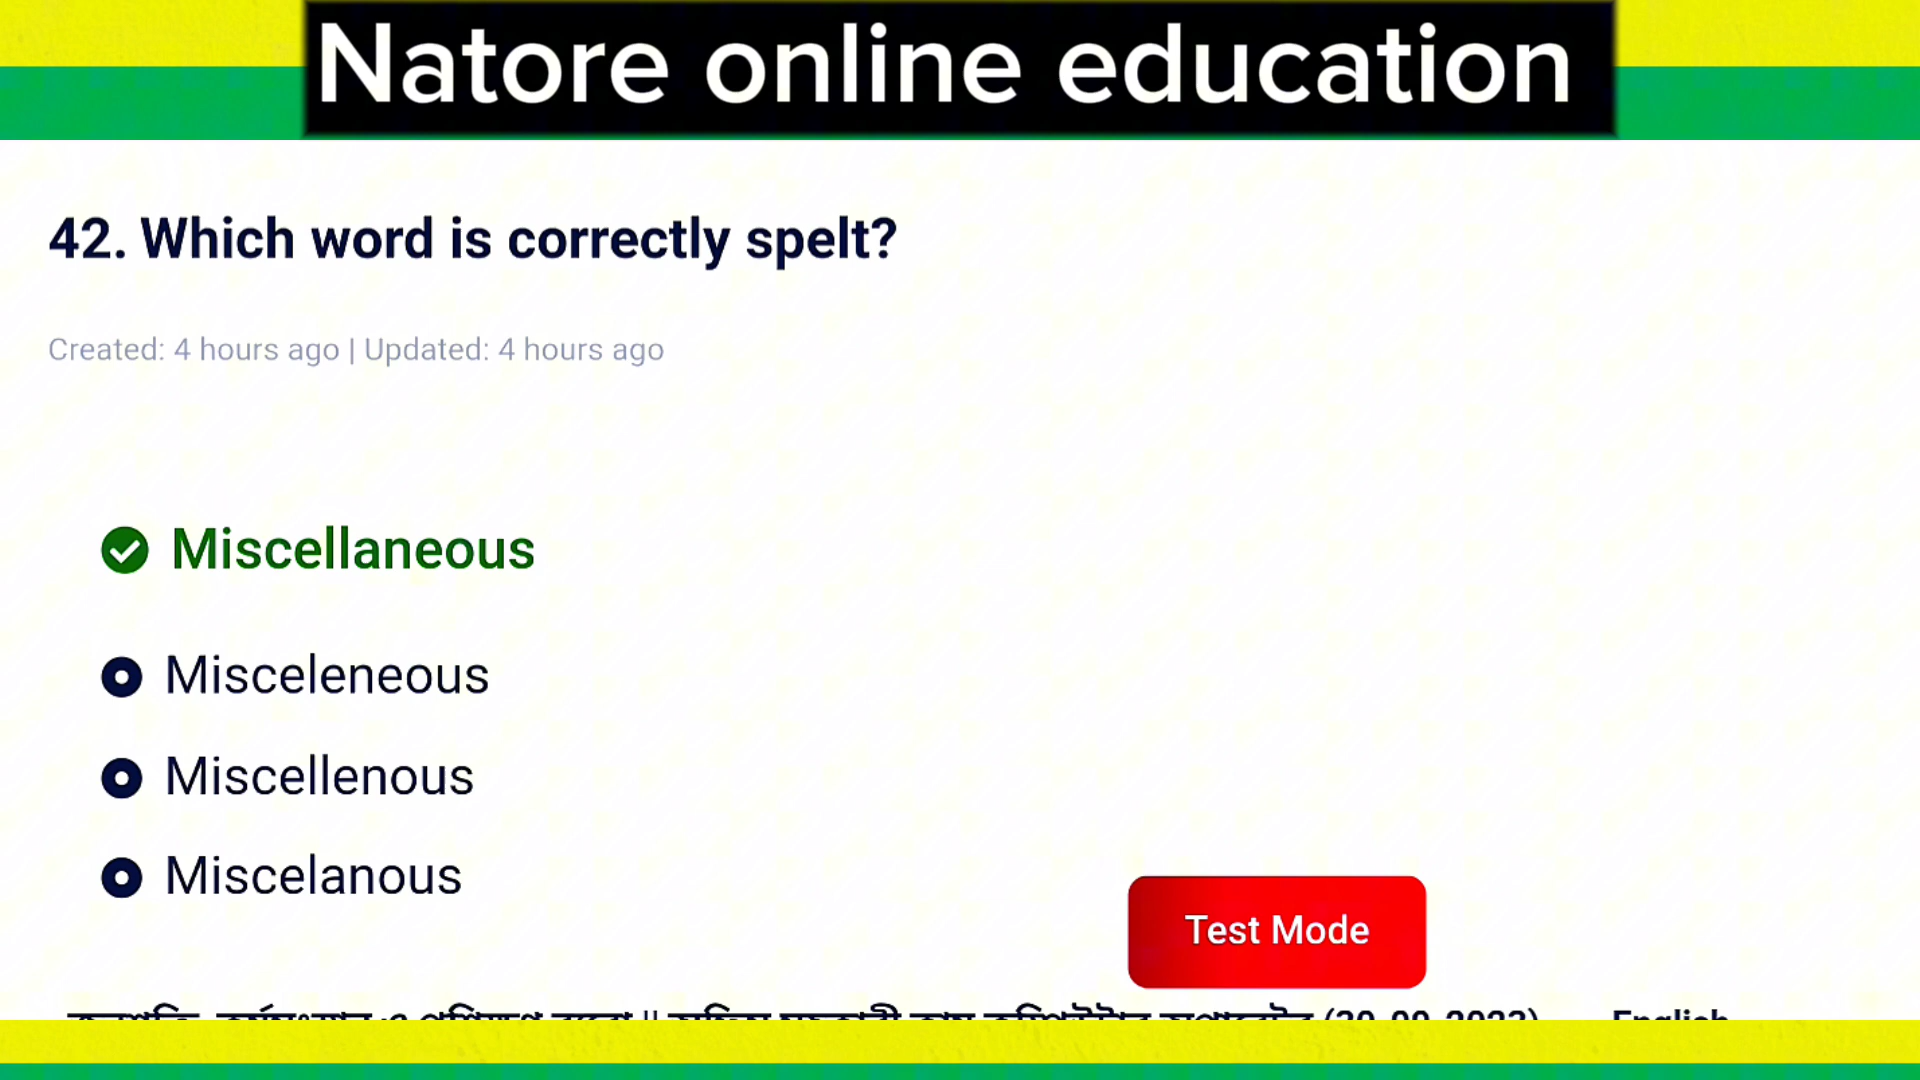 Natore online education
42. Which word is correctly spelt?
Created: 4 hours ago | Updated: 4 hours ago
Miscellaneous
Misceleneous
Miscellenous
Miscelanous
Test Mode
English